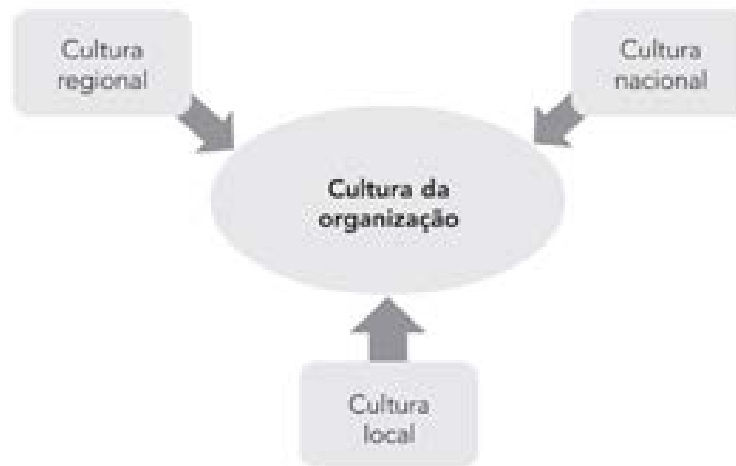 Cultura
regional
Cultura
nacional
Cultura da
organização
Cultura
local